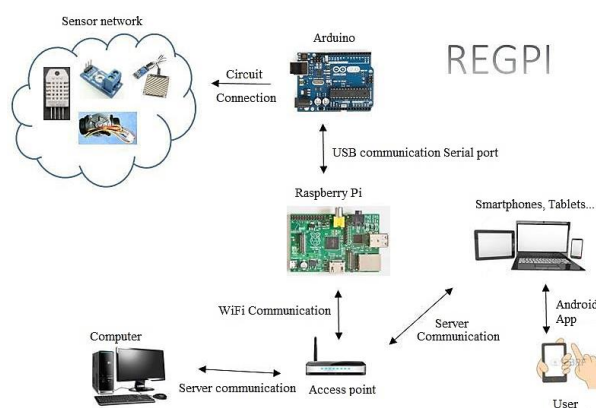 Sensor network
Arduino
REGPI
Circuit
Connection
USB communication Serial port
Raspberry Pi
Smartphones, Tablets...
WiFi Communication
Server
Communication
Android
App
Computer
Server communication
Access point
User